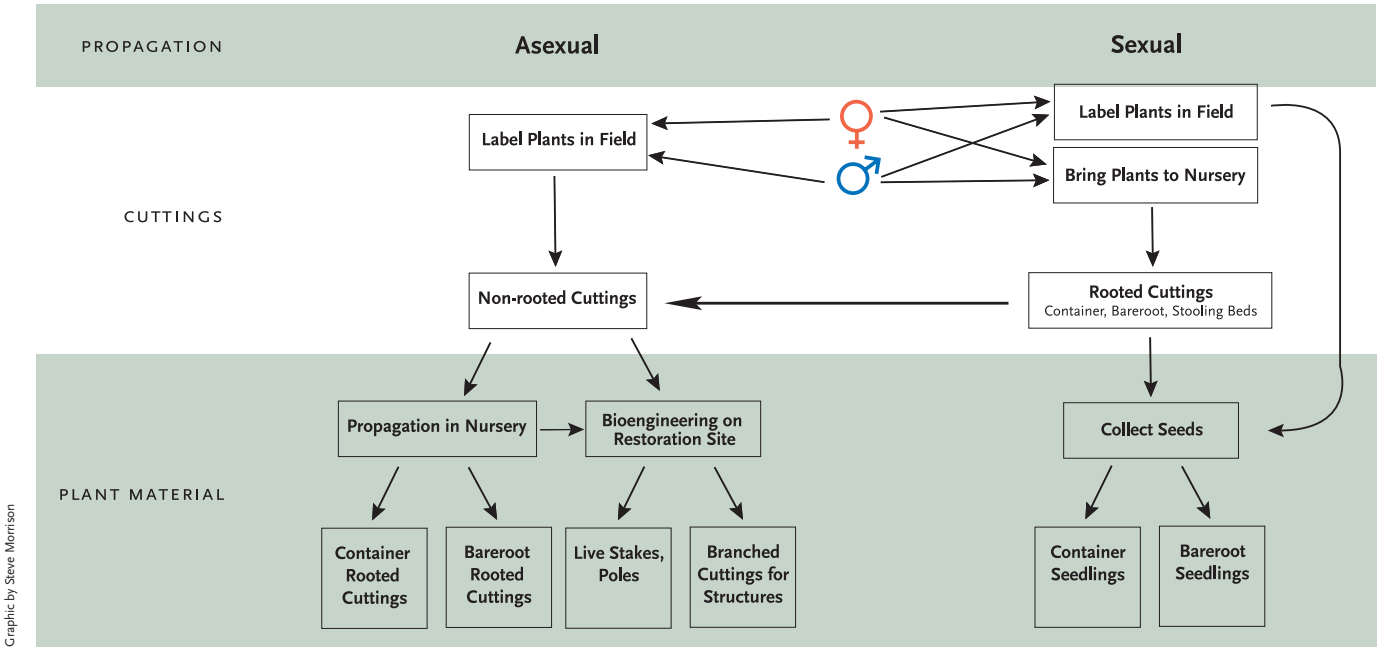 PROPAGATION
Asexual
Sexual
Label Plants in Field
Label Plants in Field
Bring Plants to Nursery
CUTTINGS
Non-rooted Cuttings
Rooted Cuttings
Container, Bareroot, Stooling Beds
Propagation in Nursery
Bioengineering on
Restoration Site
Collect Seeds
PLANT MATERIAL
Container
Rooted
Cuttings
Bareroot
Rooted
Cuttings
Live Stakes,
Poles
Branched
Cuttings for
Structures
Container
Seedlings
Bareroot
Seedlings
Graphic by Steve Morrison